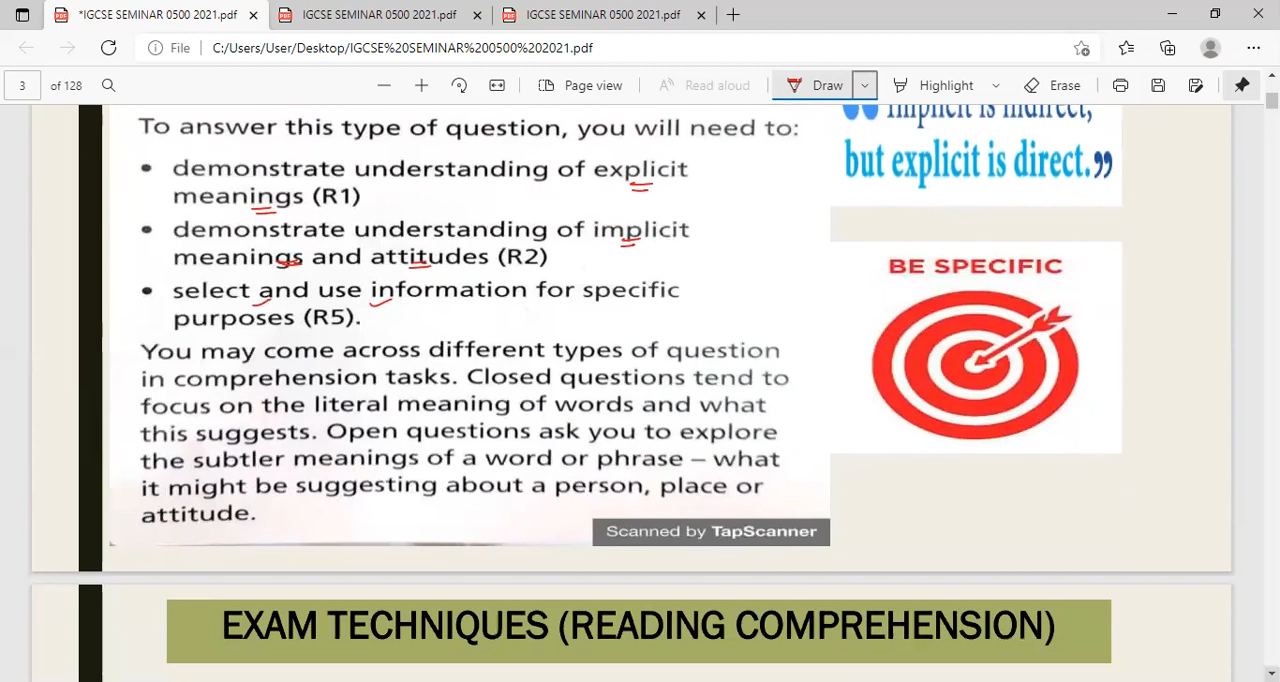 *IGCSE SEMINAR 0500 2021.pdf
IGCSE SEMINAR 0500 2021.pdf
IGCSE SEMINAR 0500 2021.pdf
File C:/Users/User/Desktop/IGCSE%20SEMINAR%200500%202021.pdf
3 of 128 Page view Read aloud Draw Highlight Erase
To answer this type of question, you will need to:
• demonstrate understanding of explicit
meanings (R1)
• demonstrate understanding of implicit
meanings and attitudes (R2)
• select and use information for specific
purposes (R5).
You may come across different types of question
in comprehension tasks. Closed questions tend to
focus on the literal meaning of words and what
this suggests. Open questions ask you to explore
the subtler meanings of a word or phrase – what
it might be suggesting about a person, place or
attitude.
Scanned by TapScanner
“implicit is indirect,
but explicit is direct.”
BE SPECIFIC
EXAM TECHNIQUES (READING COMPREHENSION)